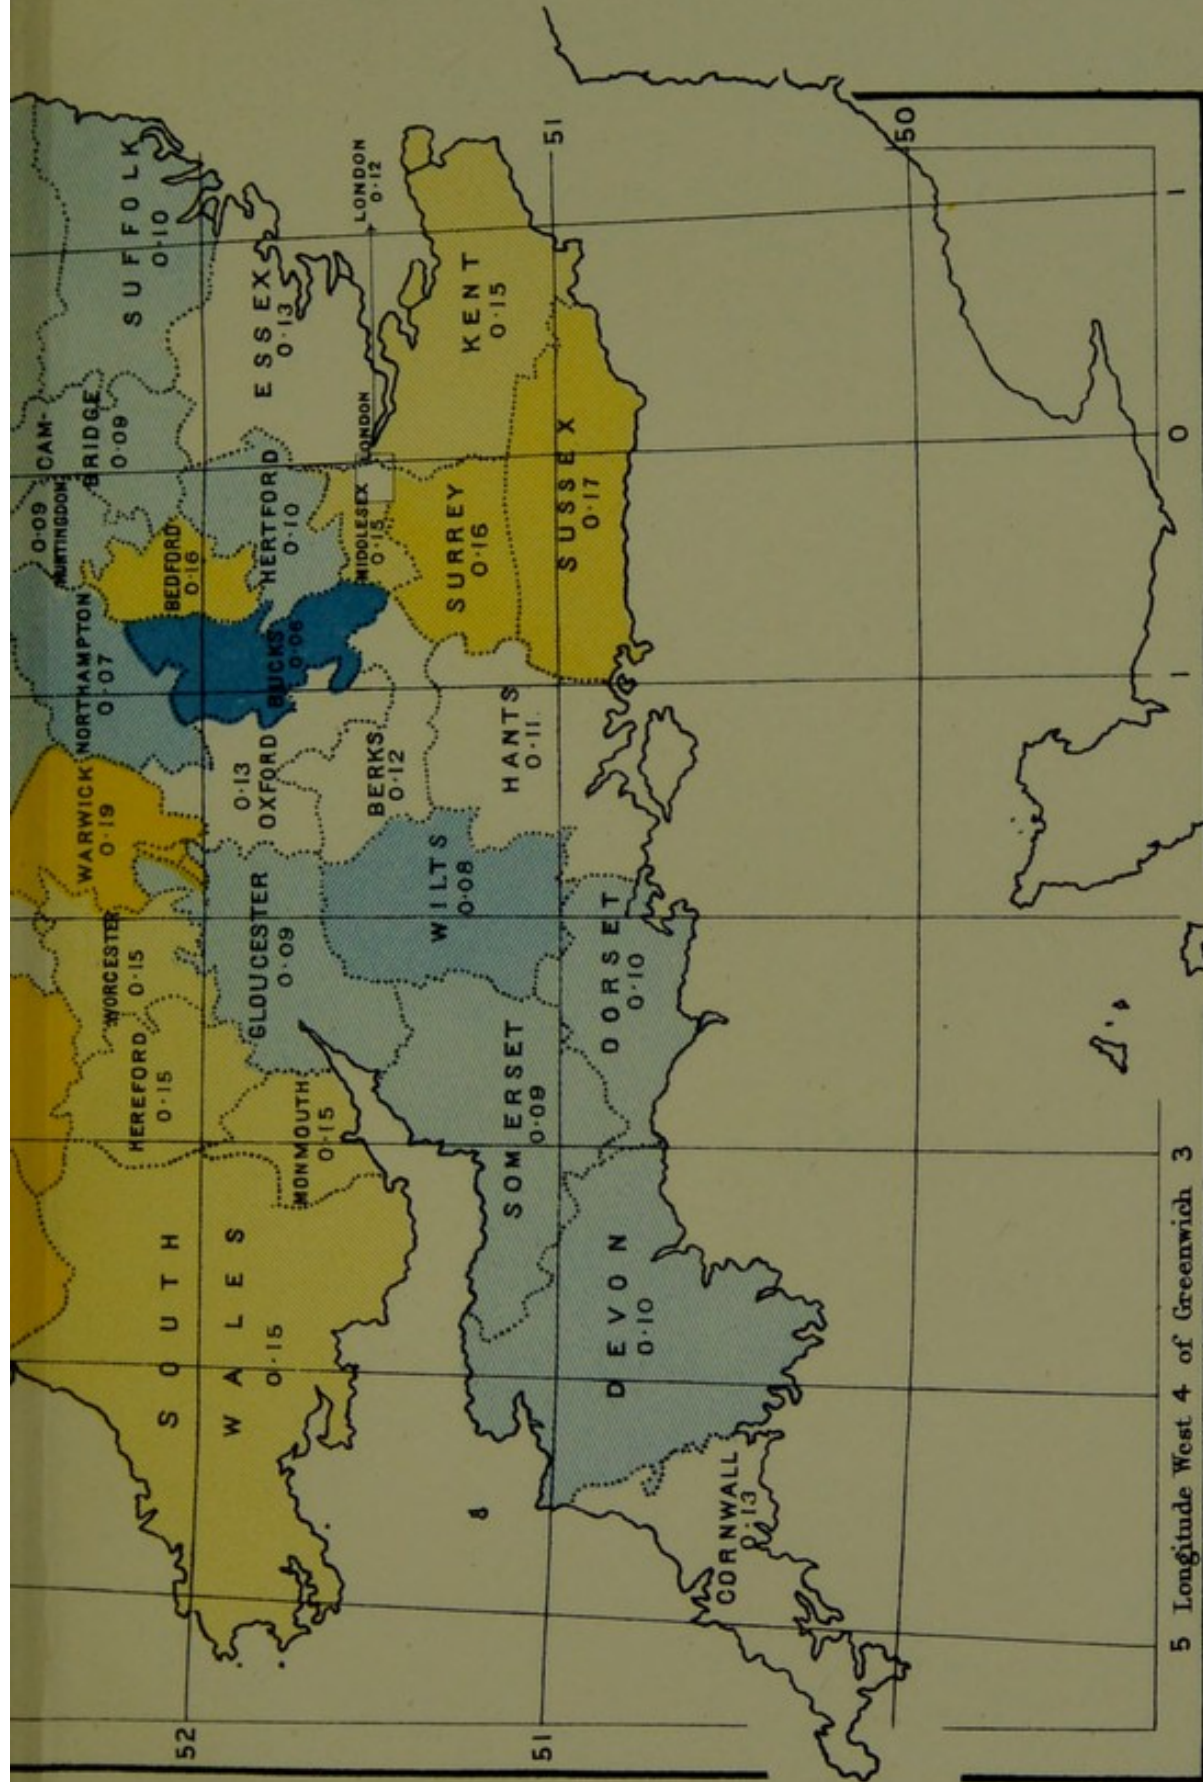 0·09 CAM-
HUNTINGDON
BRIDGE
0·09
SUFFOLK
0·10
NORTHAMPTON
0·07
WARWICK
0·19
WORCESTER
0·15
HEREFORD
0·15
BEDFORD
0·16
HERTFORD
0·10
ESSEX
0·13
BUCKS
0·06
0·13
OXFORD
GLOUCESTER
0·09
MONMOUTH
0·15
SOUTH
WALES
0·15
MIDDLESEX
0·15
LONDON
LONDON
0·12
BERKS
0·12
WILTS
0·08
SURREY
0·16
KENT
0·15
HANTS
0·11
SUSSEX
0·17
SOMERSET
0·09
DORSET
0·10
DEVON
0·10
CORNWALL
0·13
52
51
51
50
5 Longitude West 4 of Greenwich 3
1
0
1